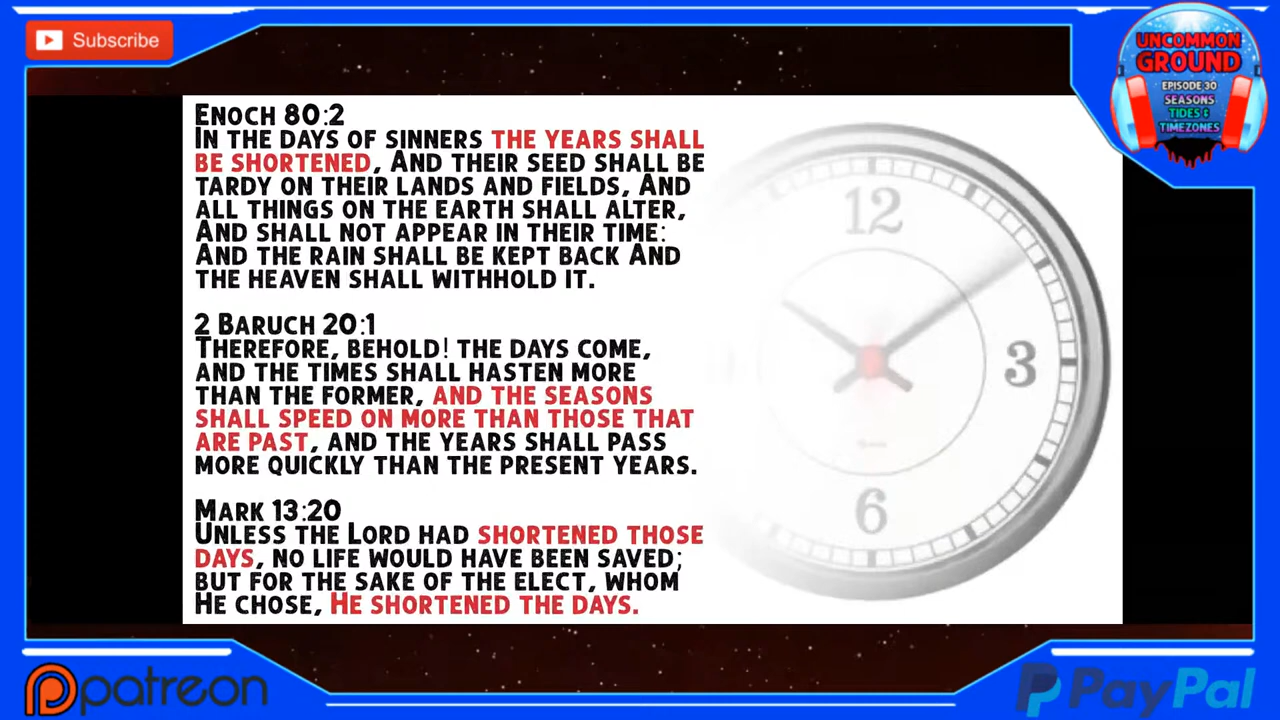 Subscribe
UNCOMMON
GROUND
EPISODE 30
SEASONS
TIDES &
TIMEZONES
ENOCH 80:2
IN THE DAYS OF SINNERS THE YEARS SHALL
BE SHORTENED, AND THEIR SEED SHALL BE
TARDY ON THEIR LANDS AND FIELDS, AND
ALL THINGS ON THE EARTH SHALL ALTER,
AND SHALL NOT APPEAR IN THEIR TIME:
AND THE RAIN SHALL BE KEPT BACK AND
THE HEAVEN SHALL WITHHOLD IT.
2 BARUCH 20:1
THEREFORE, BEHOLD! THE DAYS COME,
AND THE TIMES SHALL HASTEN MORE
THAN THE FORMER, AND THE SEASONS
SHALL SPEED ON MORE THAN THOSE THAT
ARE PAST, AND THE YEARS SHALL PASS
MORE QUICKLY THAN THE PRESENT YEARS.
MARK 13:20
UNLESS THE LORD HAD SHORTENED THOSE
DAYS, NO LIFE WOULD HAVE BEEN SAVED;
BUT FOR THE SAKE OF THE ELECT, WHOM
HE CHOSE, HE SHORTENED THE DAYS.
12
3
6
patreon
PayPal